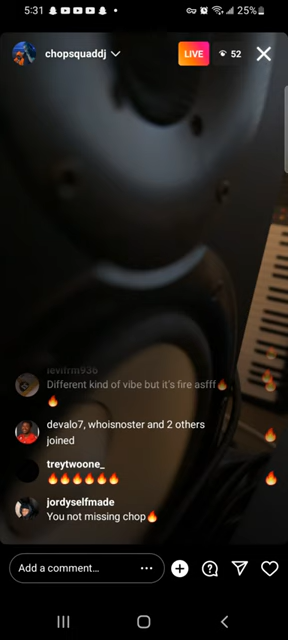 5:31 25%
chopsquaddj LIVE 52
levifrm936
Different kind of vibe but it's fire asfff🔥
🔥
devalo7, whoisnoster and 2 others
joined
treytwoone_
🔥🔥🔥🔥🔥🔥
jordyselfmade
You not missing chop🔥
Add a comment...